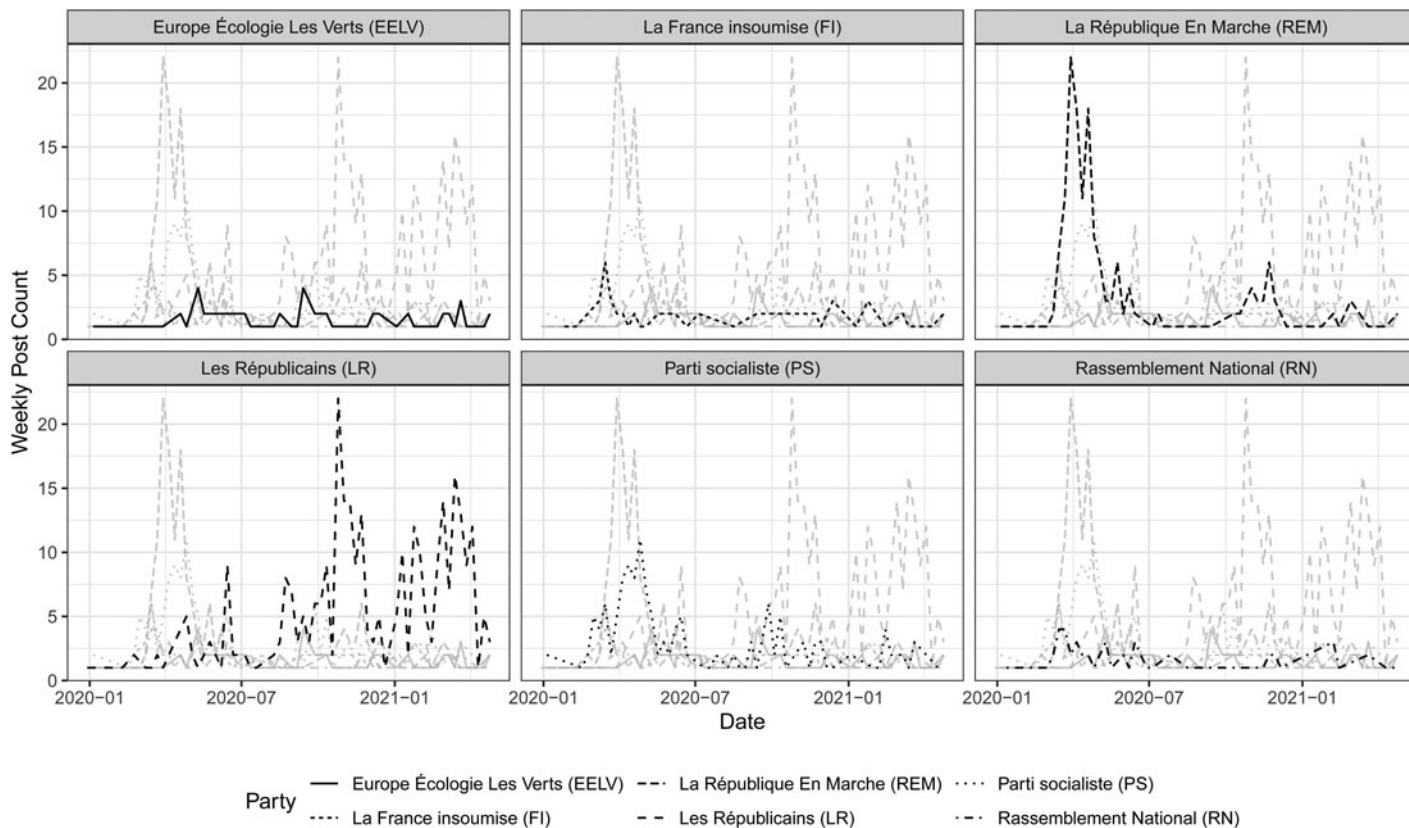 Europe Écologie Les Verts (EELV)
La France insoumise (FI)
La République En Marche (REM)
20
15
10
5
0
Les Républicains (LR)
Parti socialiste (PS)
Rassemblement National (RN)
Weekly Post Count
20
15
10
5
0
2020−01
2020−07
2021−01
2020−01
2020−07
2021−01
2020−01
2020−07
2021−01
Date
Party
Europe Écologie Les Verts (EELV)
La République En Marche (REM)
Parti socialiste (PS)
La France insoumise (FI)
Les Républicains (LR)
Rassemblement National (RN)